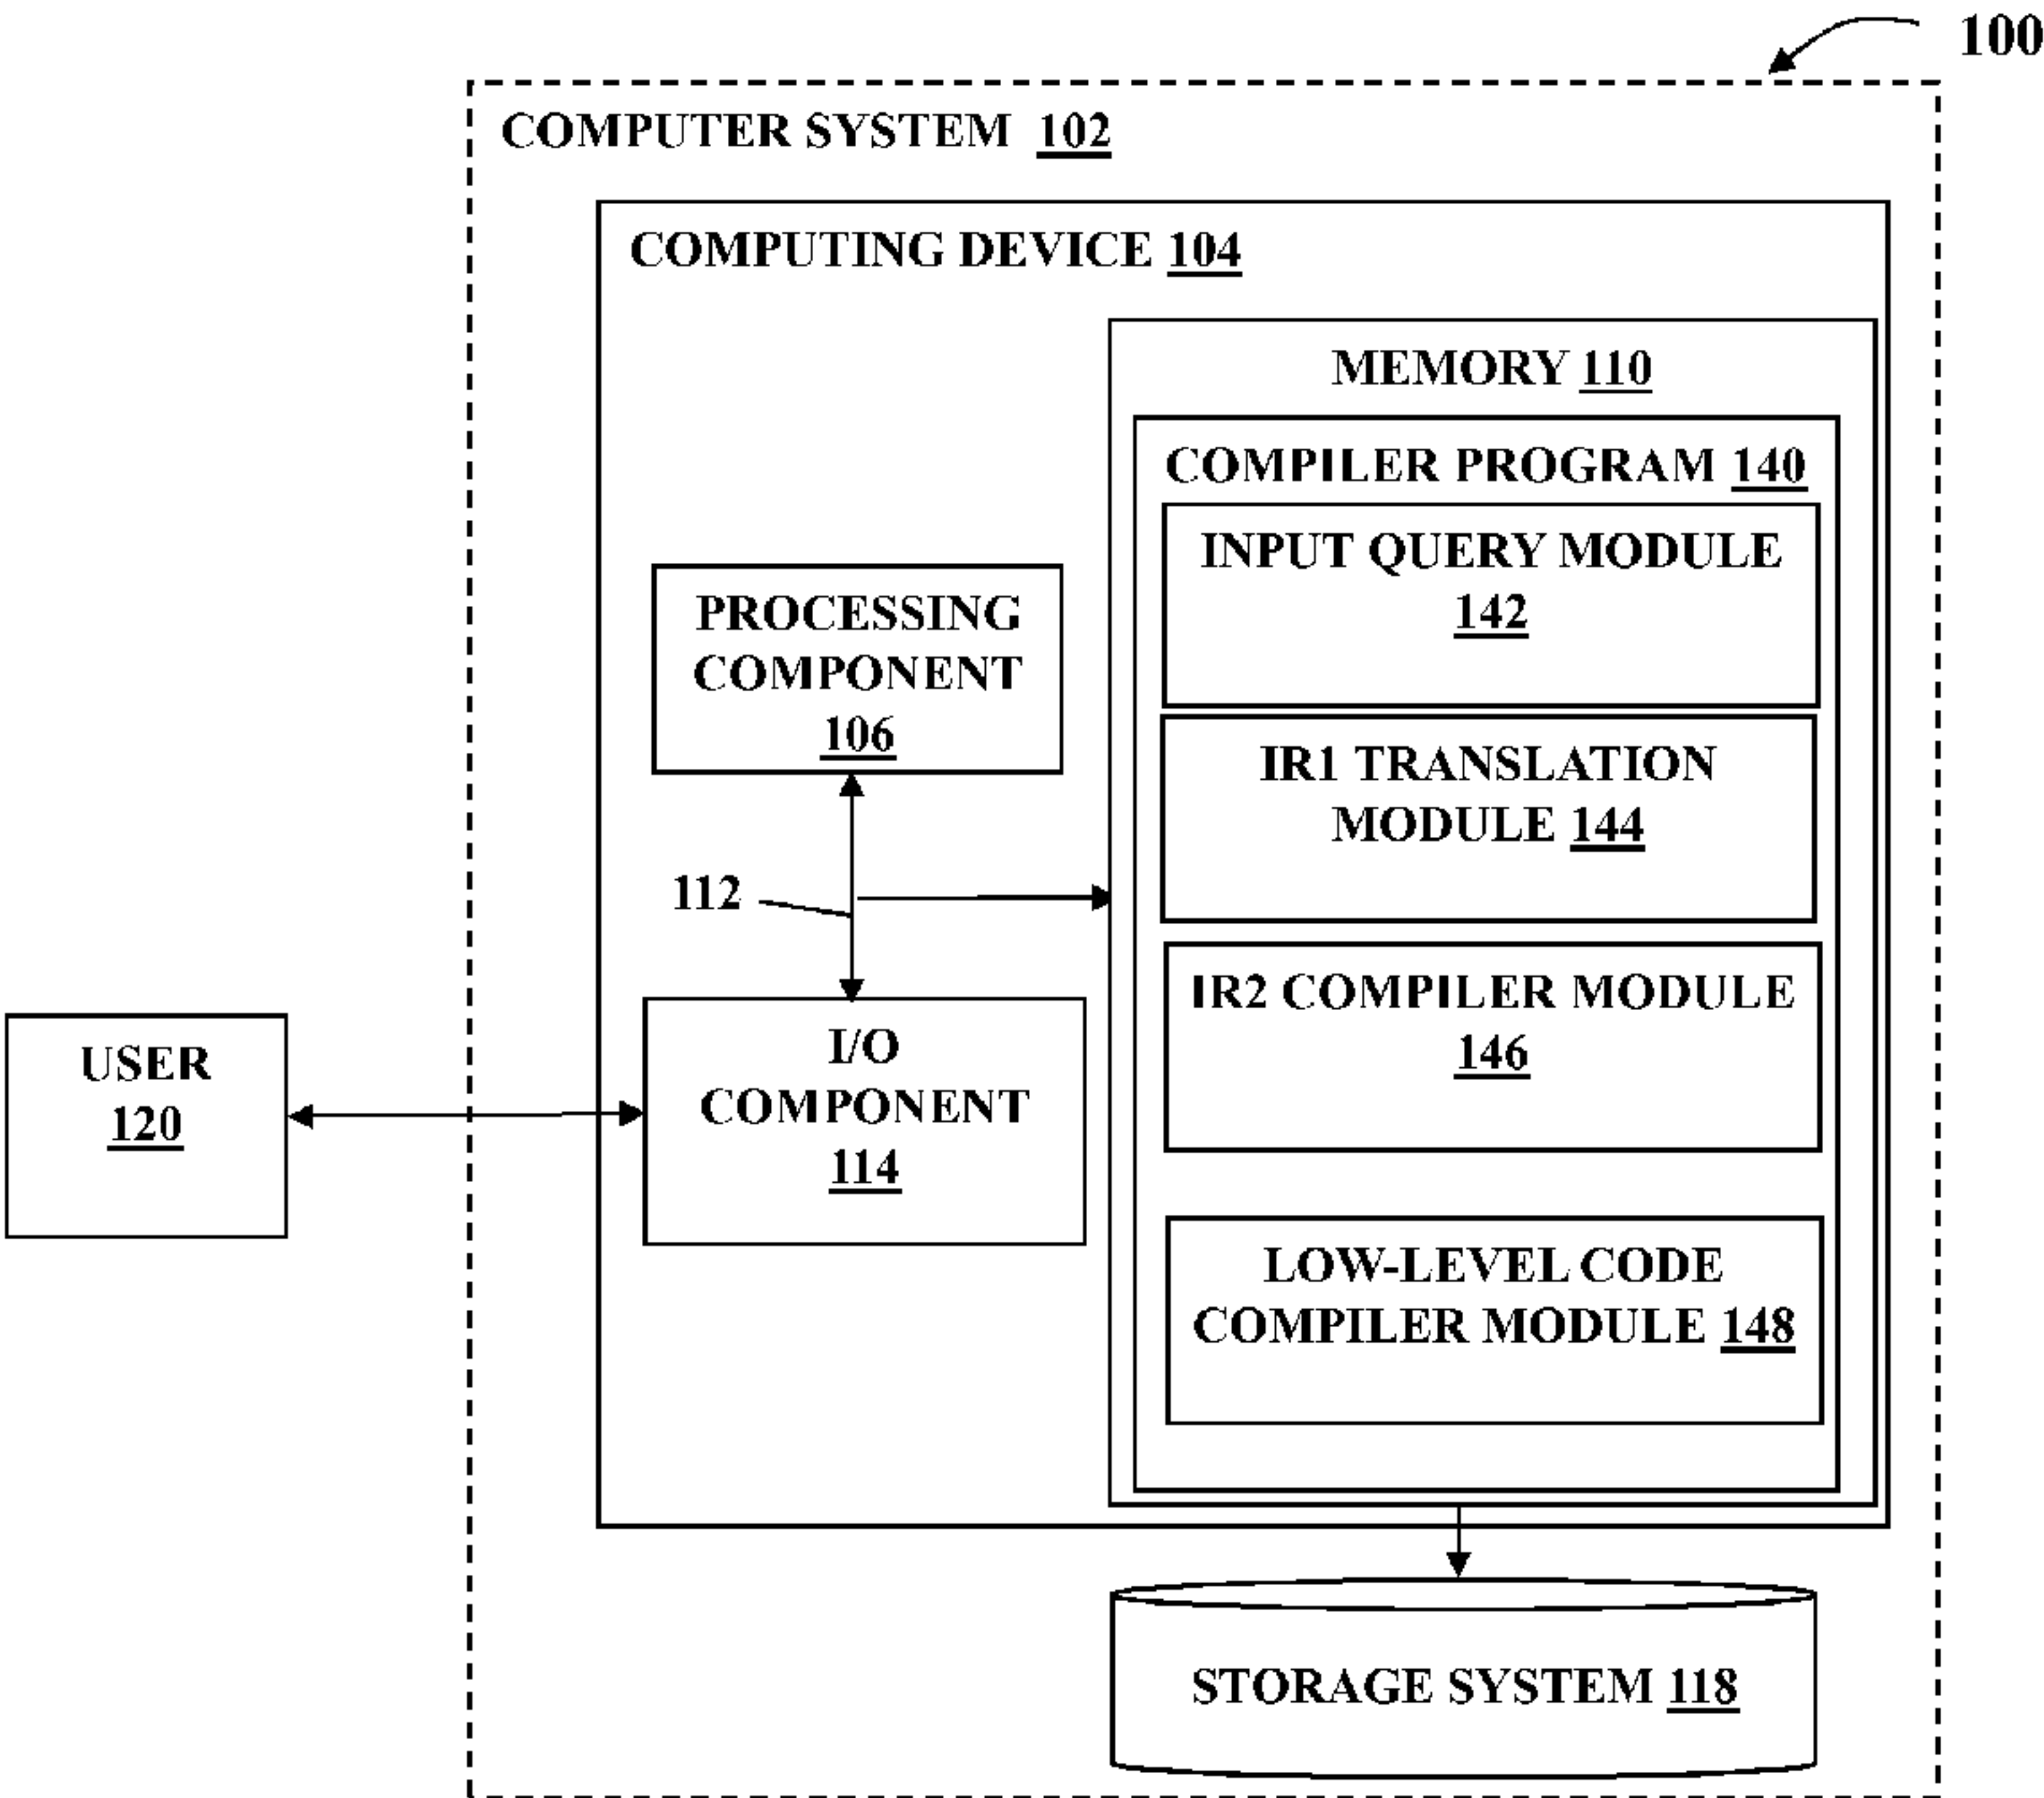 100
COMPUTER SYSTEM 102
COMPUTING DEVICE 104
MEMORY 110
COMPILER PROGRAM 140
INPUT QUERY MODULE
142
PROCESSING
COMPONENT
106
IR1 TRANSLATION
MODULE 144
112
IR2 COMPILER MODULE
146
USER
120
I/O
COMPONENT
114
LOW-LEVEL CODE
COMPILER MODULE 148
STORAGE SYSTEM 118